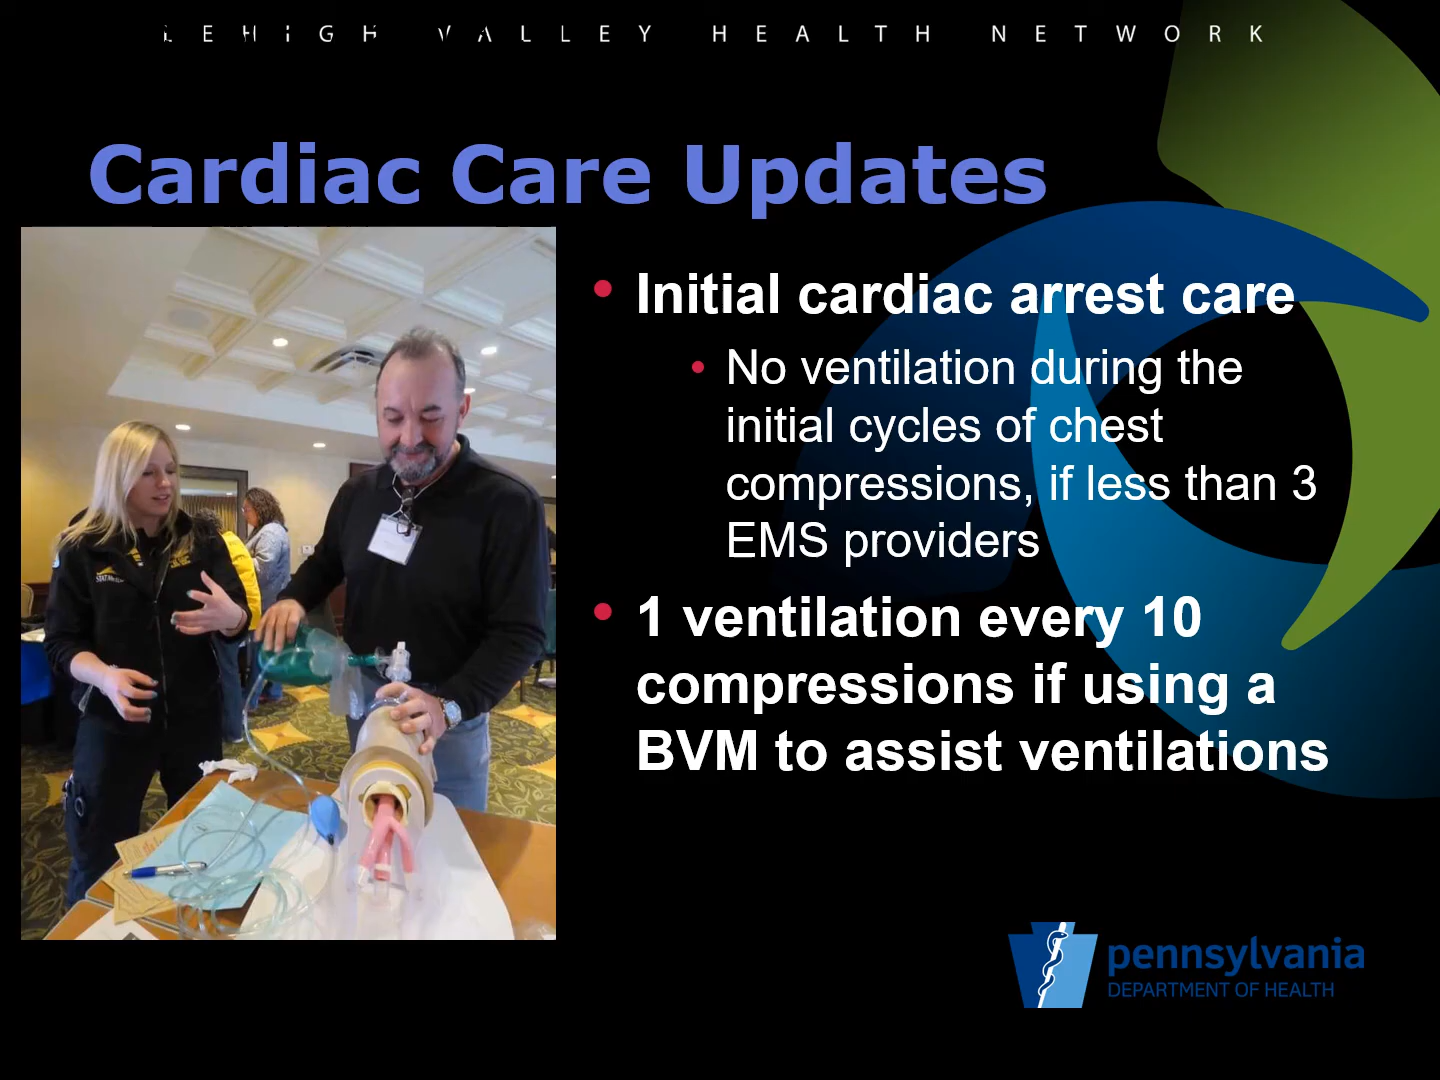 LEHIGH VALLEY HEALTH NETWORK
Cardiac Care Updates
• Initial cardiac arrest care
• No ventilation during the
initial cycles of chest
compressions, if less than 3
EMS providers
• 1 ventilation every 10
compressions if using a
BVM to assist ventilations
pennsylvania
DEPARTMENT OF HEALTH